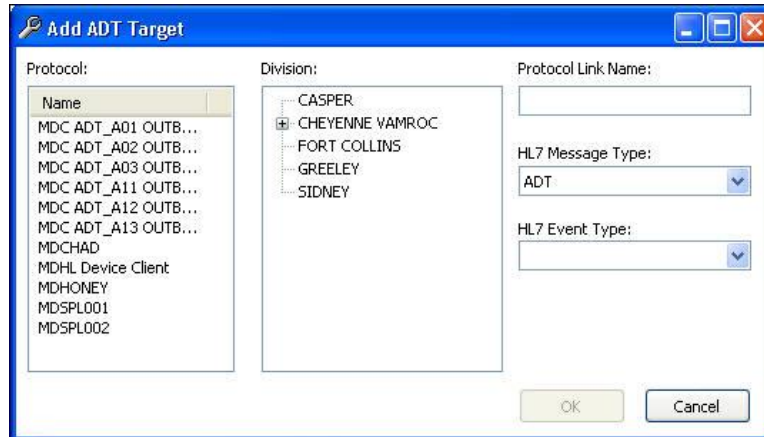 Add ADT Target
Protocol:
Name
MDC ADT_A01 OUTB...
MDC ADT_A02 OUTB...
MDC ADT_A03 OUTB...
MDC ADT_A11 OUTB...
MDC ADT_A12 OUTB...
MDC ADT_A13 OUTB...
MDCHAD
MDHL Device Client
MDHONEY
MDSPL001
MDSPL002
Division:
CASPER
CHEYENNE VAMROC
FORT COLLINS
GREELEY
SIDNEY
Protocol Link Name:
HL7 Message Type:
ADT
HL7 Event Type:
OK
Cancel